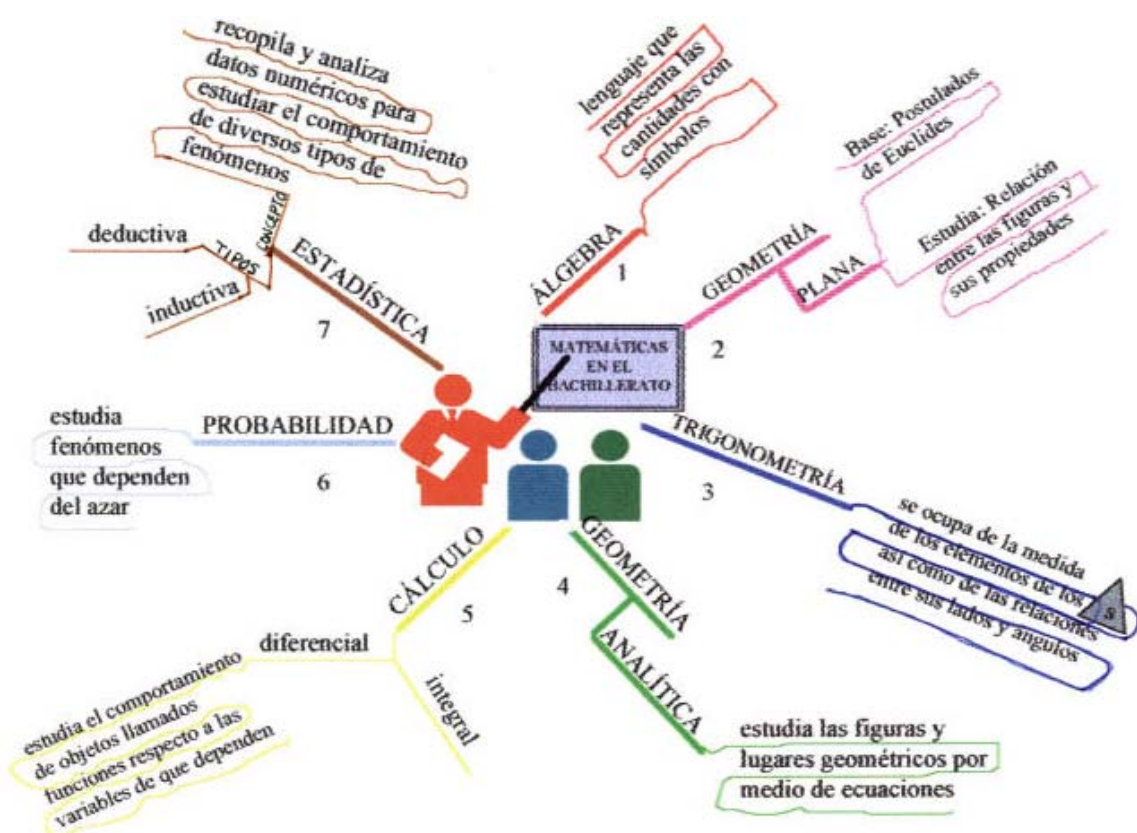 MATEMÁTICAS
EN EL
BACHILLERATO
ÁLGEBRA
1
lenguaje que
representa las
cantidades con
símbolos
GEOMETRÍA
PLANA
2
Base: Postulados
de Euclides
Estudia: Relación
entre las figuras y
sus propiedades
TRIGONOMETRÍA
3
se ocupa de la medida
de los elementos de los
s
así como de las relaciones
entre sus lados y ángulos
GEOMETRÍA
ANALÍTICA
4
estudia las figuras y
lugares geométricos por
medio de ecuaciones
CÁLCULO
5
diferencial
estudia el comportamiento
de objetos llamados
funciones respecto a las
variables de que dependen
integral
PROBABILIDAD
6
estudia
fenómenos
que dependen
del azar
ESTADÍSTICA
7
CONCEPTO
recopila y analiza
datos numéricos para
estudiar el comportamiento
de diversos tipos de
fenómenos
TIPOS
deductiva
inductiva